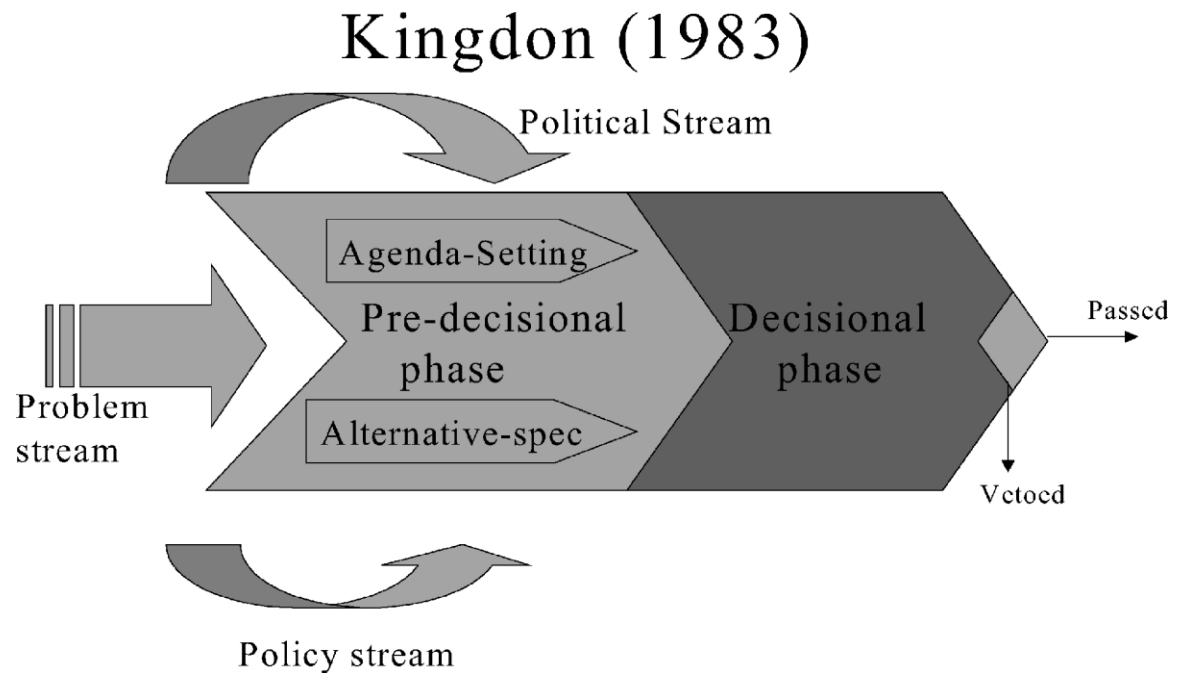 Kingdon (1983)
Political Stream
Agenda-Setting
Pre-decisional
phase
Decisional
phase
Passed
Problem
stream
Alternative-spec
Vetoed
Policy stream